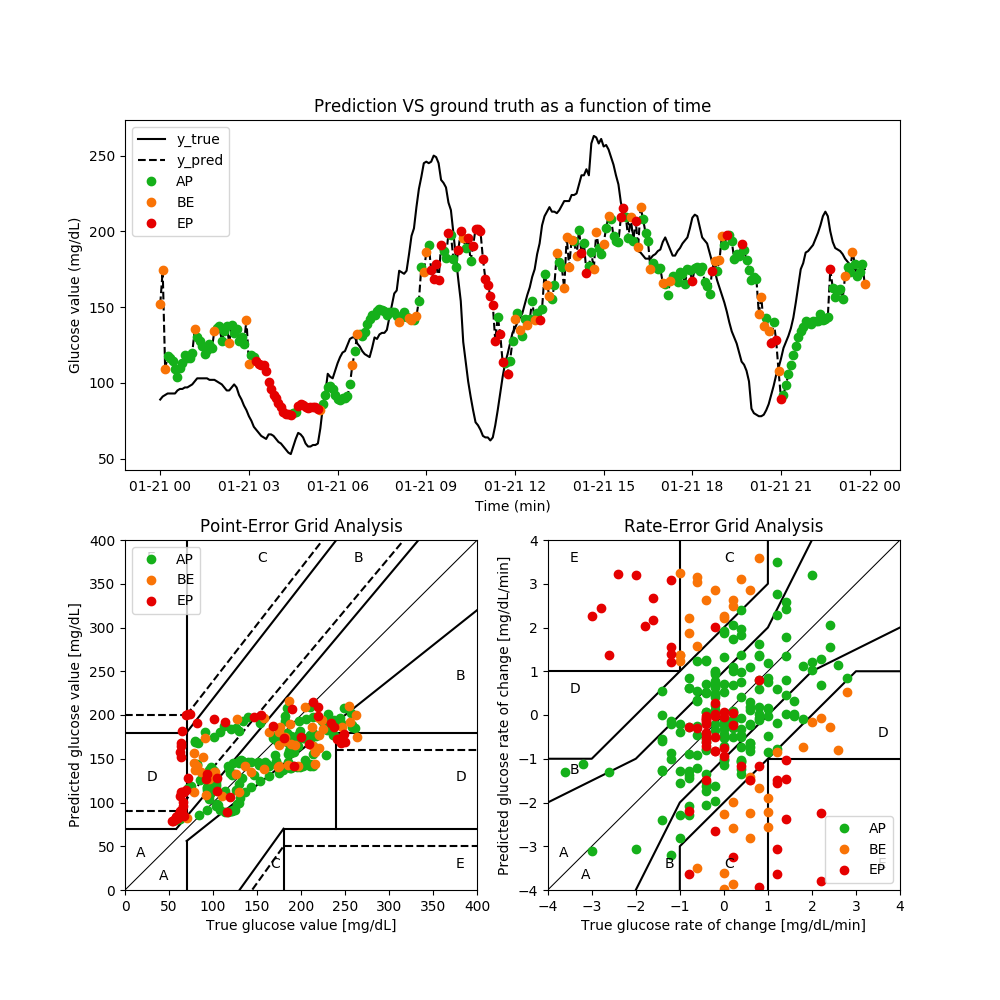 Prediction VS ground truth as a function of time
Glucose value (mg/dL)
250
200
150
100
50
y_true
y_pred
AP
BE
EP
01-21 00 01-21 03 01-21 06 01-21 09 01-21 12 01-21 15 01-21 18 01-21 21 01-22 00
Time (min)
Point-Error Grid Analysis
Predicted glucose value [mg/dL]
400
350
300
250
200
150
100
50
0
AP
BE
EP
C
B
B
D
D
A
A
C
E
0 50 100 150 200 250 300 350 400
True glucose value [mg/dL]
Rate-Error Grid Analysis
Predicted glucose rate of change [mg/dL/min]
4
3
2
1
0
−1
−2
−3
−4
E
C
D
D
B
A
A
B
C
AP
BE
EP
−4 −3 −2 −1 0 1 2 3 4
True glucose rate of change [mg/dL/min]